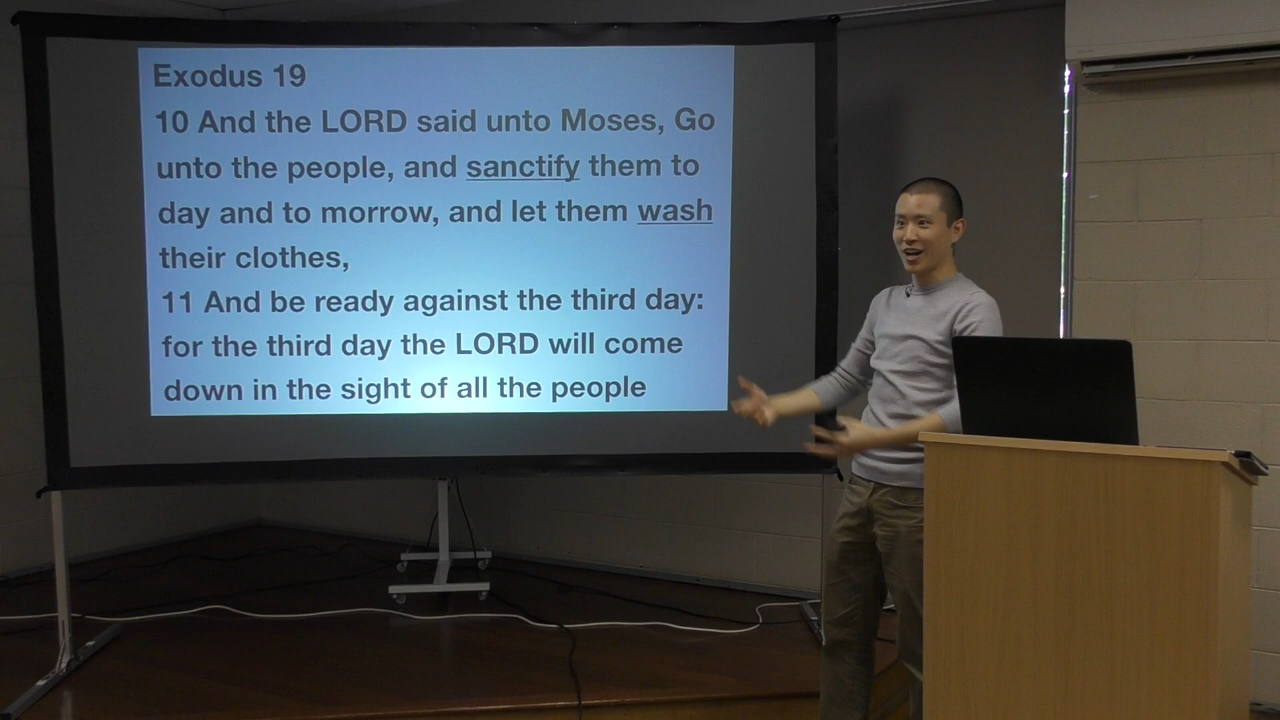 Exodus 19
10 And the LORD said unto Moses, Go
unto the people, and sanctify them to
day and to morrow, and let them wash
their clothes,
11 And be ready against the third day:
for the third day the LORD will come
down in the sight of all the people